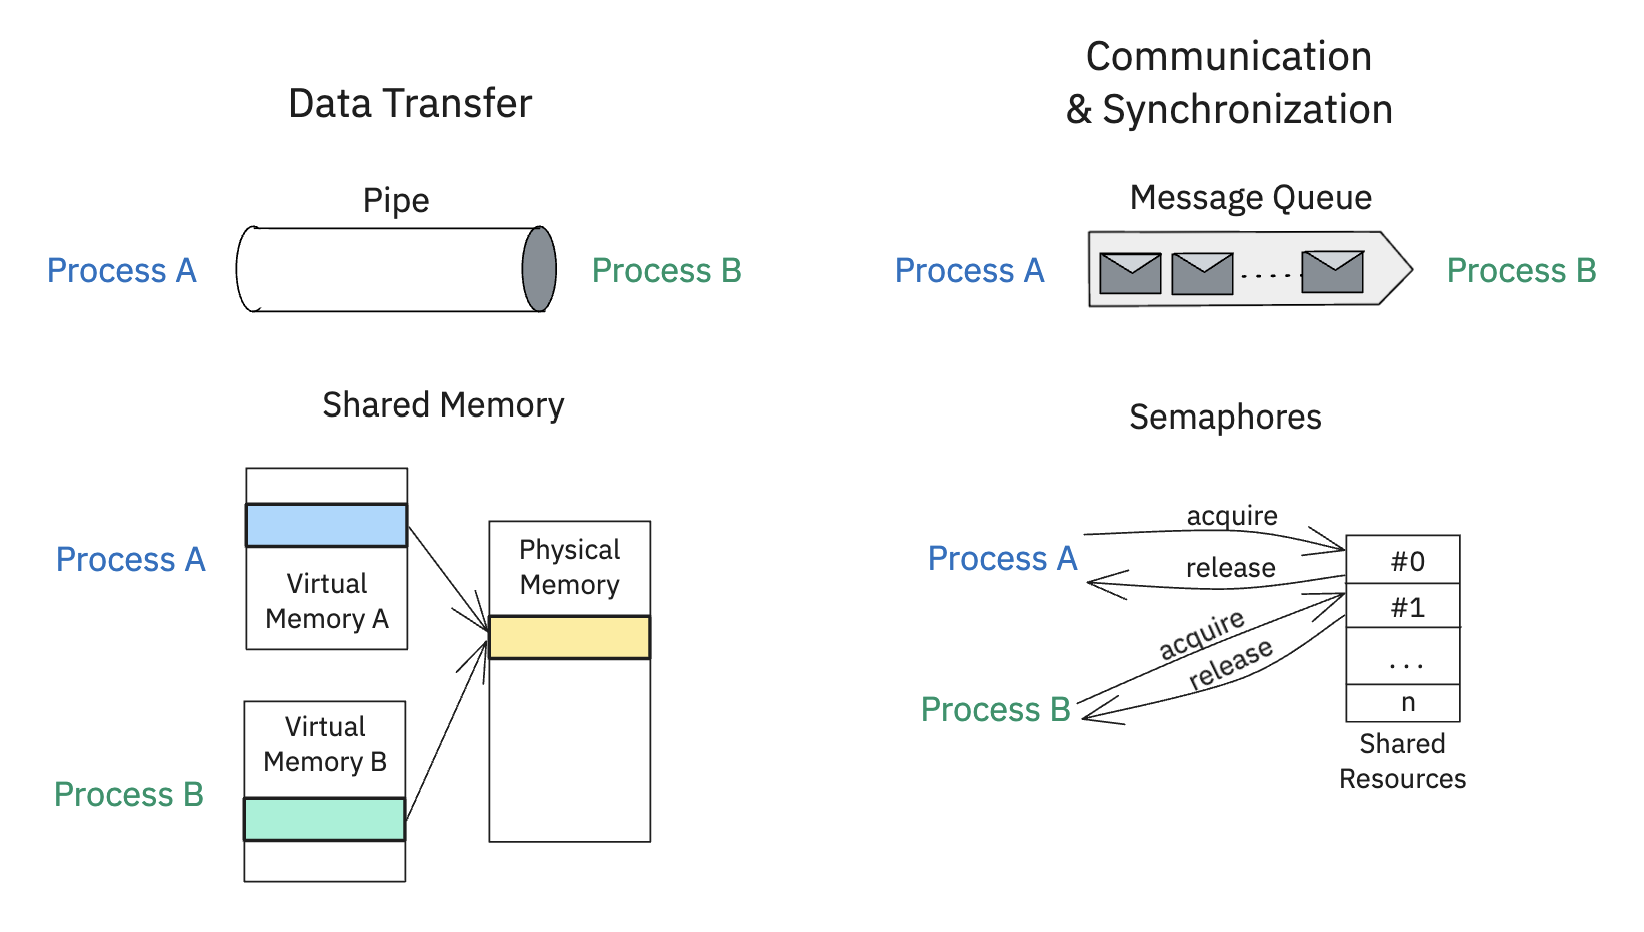 Data Transfer
Pipe
Process A
Process B
Shared Memory
Process A
Virtual
Memory A
Physical
Memory
Virtual
Memory B
Process B
Communication
& Synchronization
Message Queue
Process A
Process B
Semaphores
acquire
Process A
release
#0
#1
acquire
release
...
Process B
n
Shared
Resources